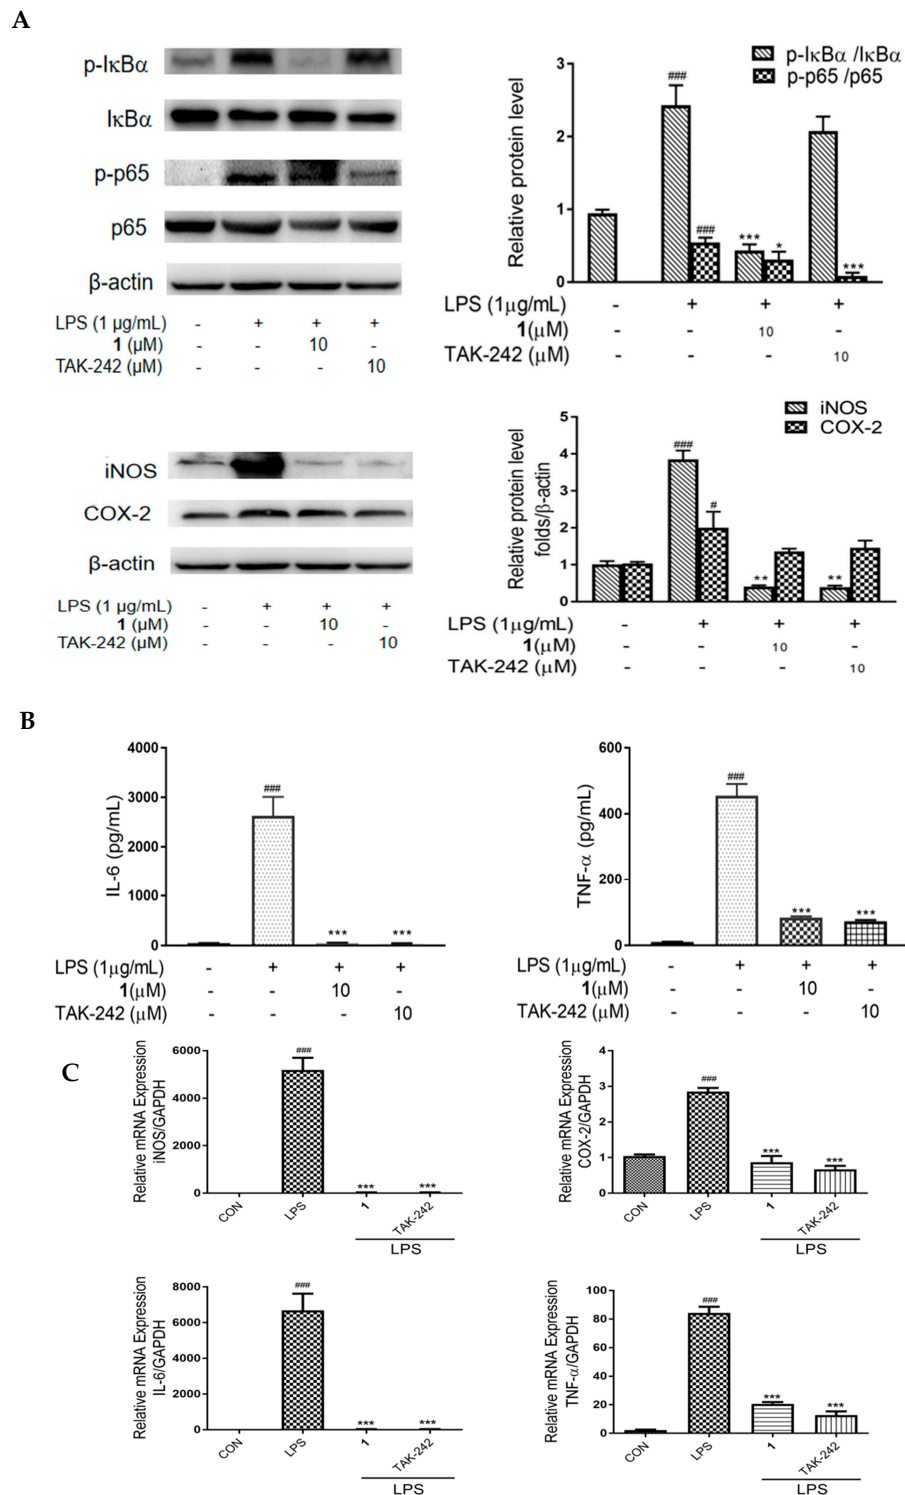 A
p-IκBα
IκBα
p-p65
p65
β-actin
LPS (1 µg/mL) - + + +
1 (µM) - - 10 -
TAK-242 (µM) - - - 10
p-IκBα /IκBα
p-p65 /p65
Relative protein level
3
2
1
0
###
###
***
*
***
LPS (1µg/mL) - + + +
1(µM) - - 10 -
TAK-242 (µM) - - - 10
iNOS
COX-2
β-actin
LPS (1 µg/mL) - + + +
1 (µM) - - 10 -
TAK-242 (µM) - - - 10
iNOS
COX-2
Relative protein level
folds/β-actin
5
4
3
2
1
0
###
#
**
**
LPS (1µg/mL) - + + +
1(µM) - - 10 -
TAK-242 (µM) - - - 10
B
IL-6 (pg/mL)
4000
3000
2000
1000
0
###
***
***
LPS (1µg/mL) - + + +
1(µM) - - 10 -
TAK-242 (µM) - - - 10
TNF-α (pg/mL)
600
400
200
0
###
***
***
LPS (1µg/mL) - + + +
1(µM) - - 10 -
TAK-242 (µM) - - - 10
C
Relative mRNA Expression
iNOS/GAPDH
6000
4000
2000
0
###
***
***
CON
LPS
1
TAK-242
LPS
Relative mRNA Expression
COX-2/GAPDH
4
3
2
1
0
###
***
***
CON
LPS
1
TAK-242
LPS
Relative mRNA Expression
IL-6/GAPDH
8000
6000
4000
2000
0
###
***
***
CON
LPS
1
TAK-242
LPS
Relative mRNA Expression
TNF-α/GAPDH
100
80
60
40
20
0
###
***
***
CON
LPS
1
TAK-242
LPS